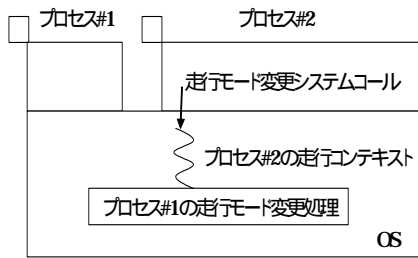 プロセス#1
プロセス#2
走行モード変更システムコール
プロセス#2の走行コンテキスト
プロセス#1の走行モード変更処理
OS